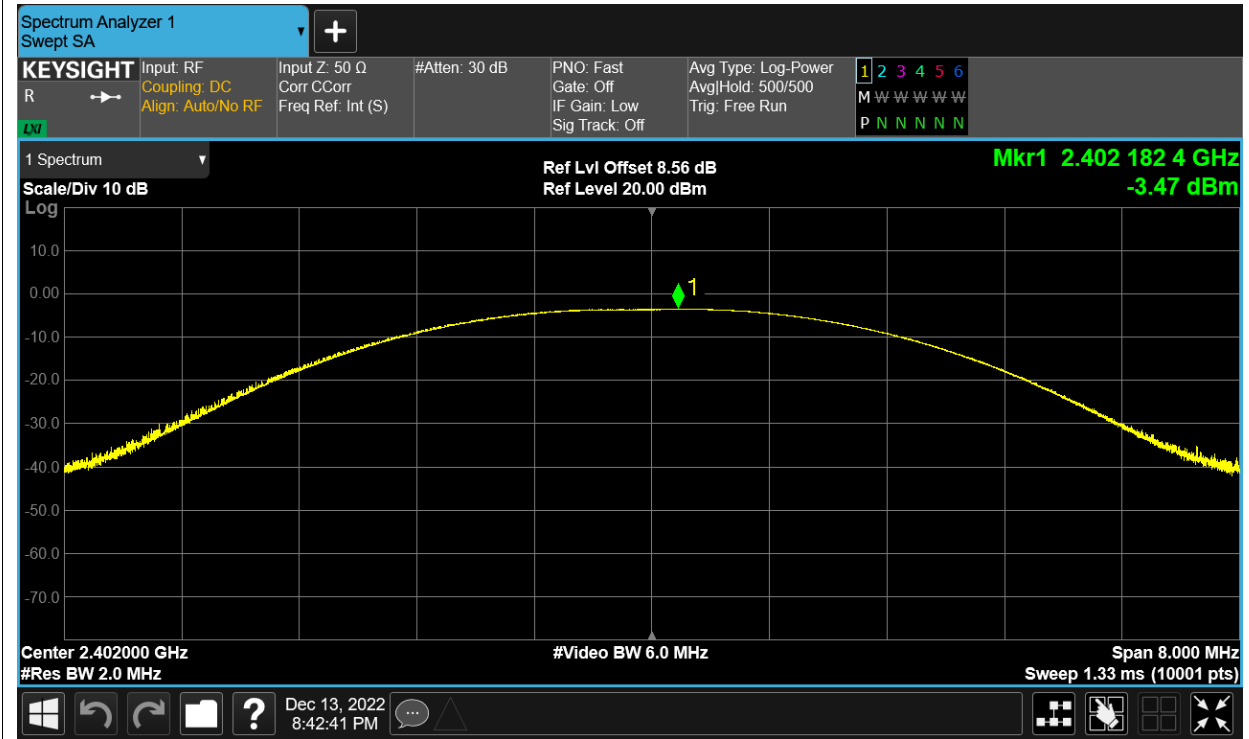 Spectrum Analyzer 1
Swept SA
KEYSIGHT
R
LXI
Input: RF
Coupling: DC
Align: Auto/No RF
Input Z: 50 Ω
Corr CCorr
Freq Ref: Int (S)
#Atten: 30 dB
PNO: Fast
Gate: Off
IF Gain: Low
Sig Track: Off
Avg Type: Log-Power
Avg|Hold: 500/500
Trig: Free Run
1 2 3 4 5 6
M W W W W W
P N N N N N
1 Spectrum
Scale/Div 10 dB
Log
Ref Lvl Offset 8.56 dB
Ref Level 20.00 dBm
Mkr1 2.402 182 4 GHz
-3.47 dBm
10.0
0.00
1
-10.0
-20.0
-30.0
-40.0
-50.0
-60.0
-70.0
Center 2.402000 GHz
#Video BW 6.0 MHz
Span 8.000 MHz
#Res BW 2.0 MHz
Sweep 1.33 ms (10001 pts)
?
Dec 13, 2022
8:42:41 PM